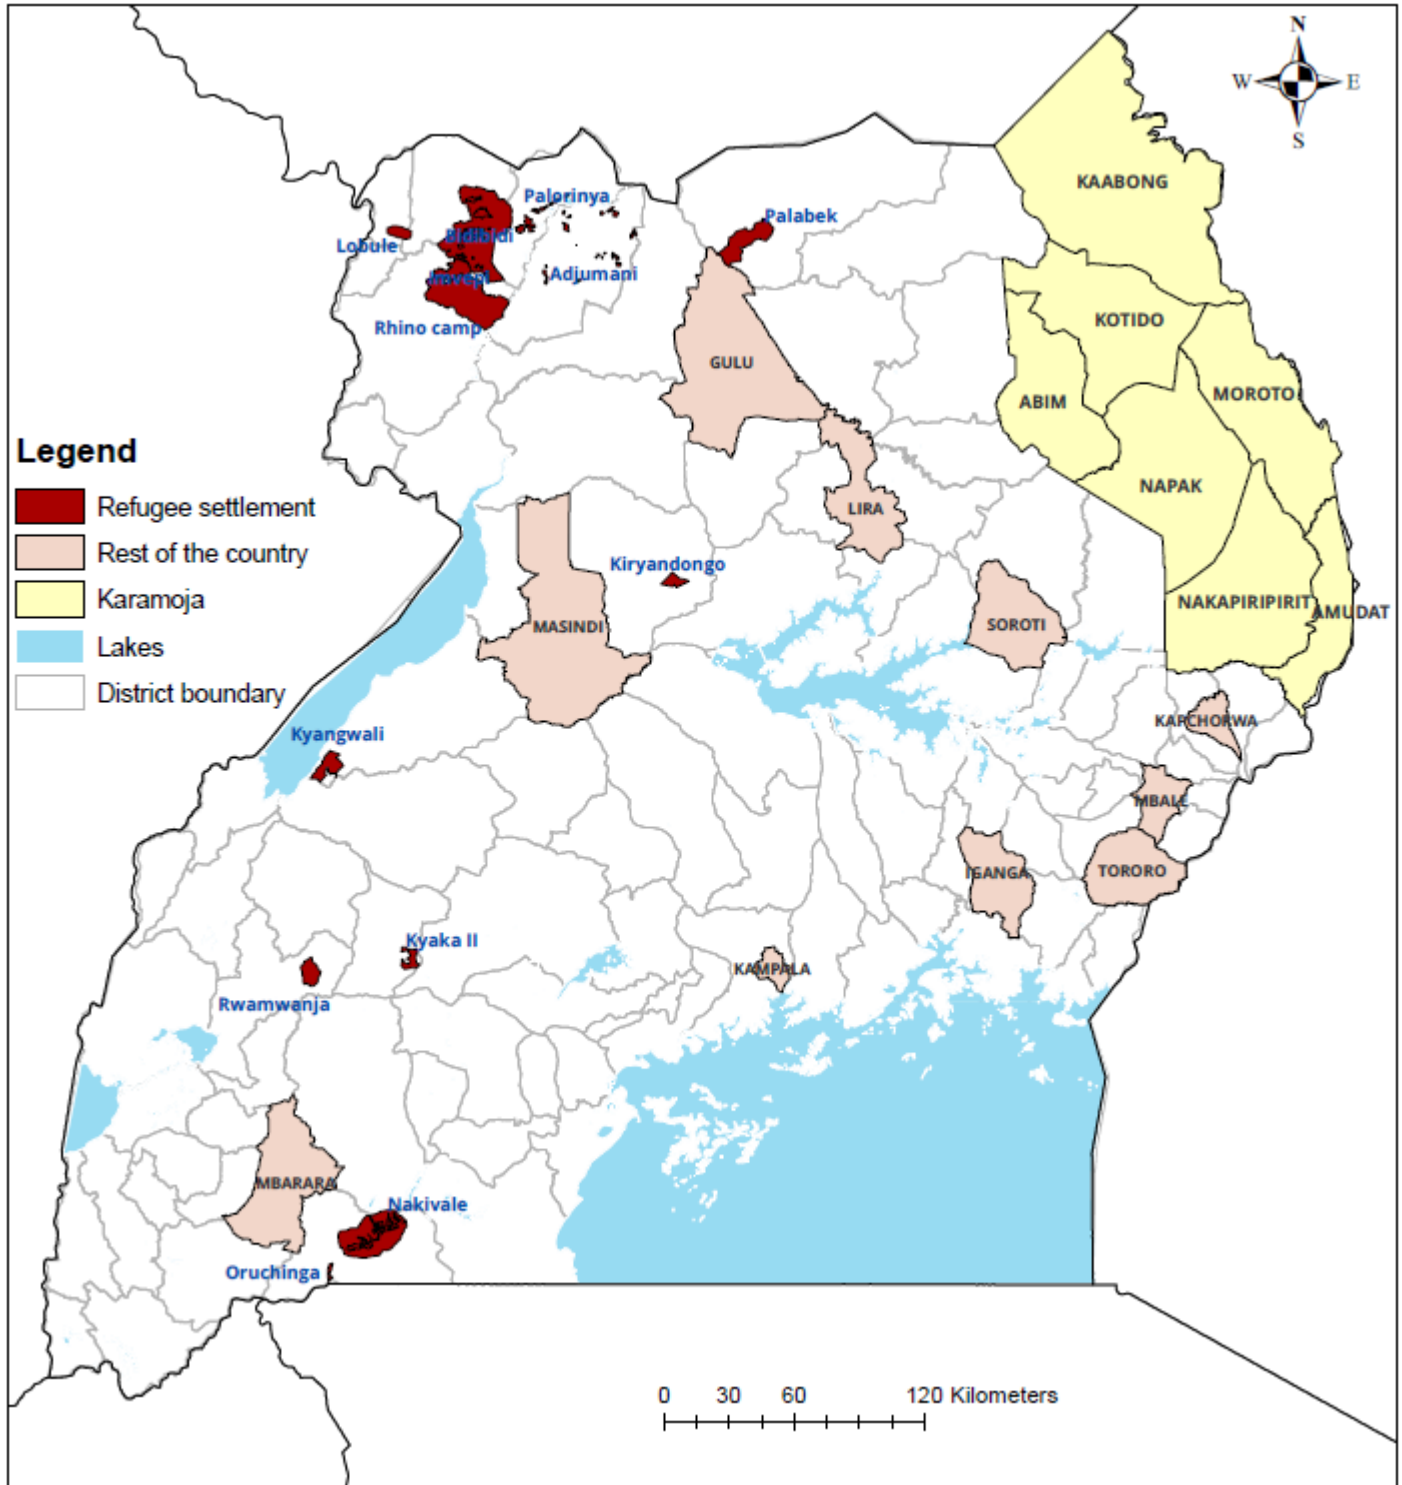 N
W E
S
KAABONG
Palorinya
Palabek
Lobule
Bidibidi
Imvepi
Adjumani
Rhino camp
KOTIDO
GULU
ABIM
MOROTO
Legend
NAPAK
Refugee settlement
LIRA
Rest of the country
Kiryandongo
Karamoja
NAKAPIRIPIRIT
AMUDAT
MASINDI
SOROTI
Lakes
District boundary
KAPCHORWA
Kyangwali
MBALE
IGANGA
TORORO
Kyaka II
KAMPALA
Rwamwanja
MBARARA
Nakivale
Oruchinga
0 30 60 120 Kilometers